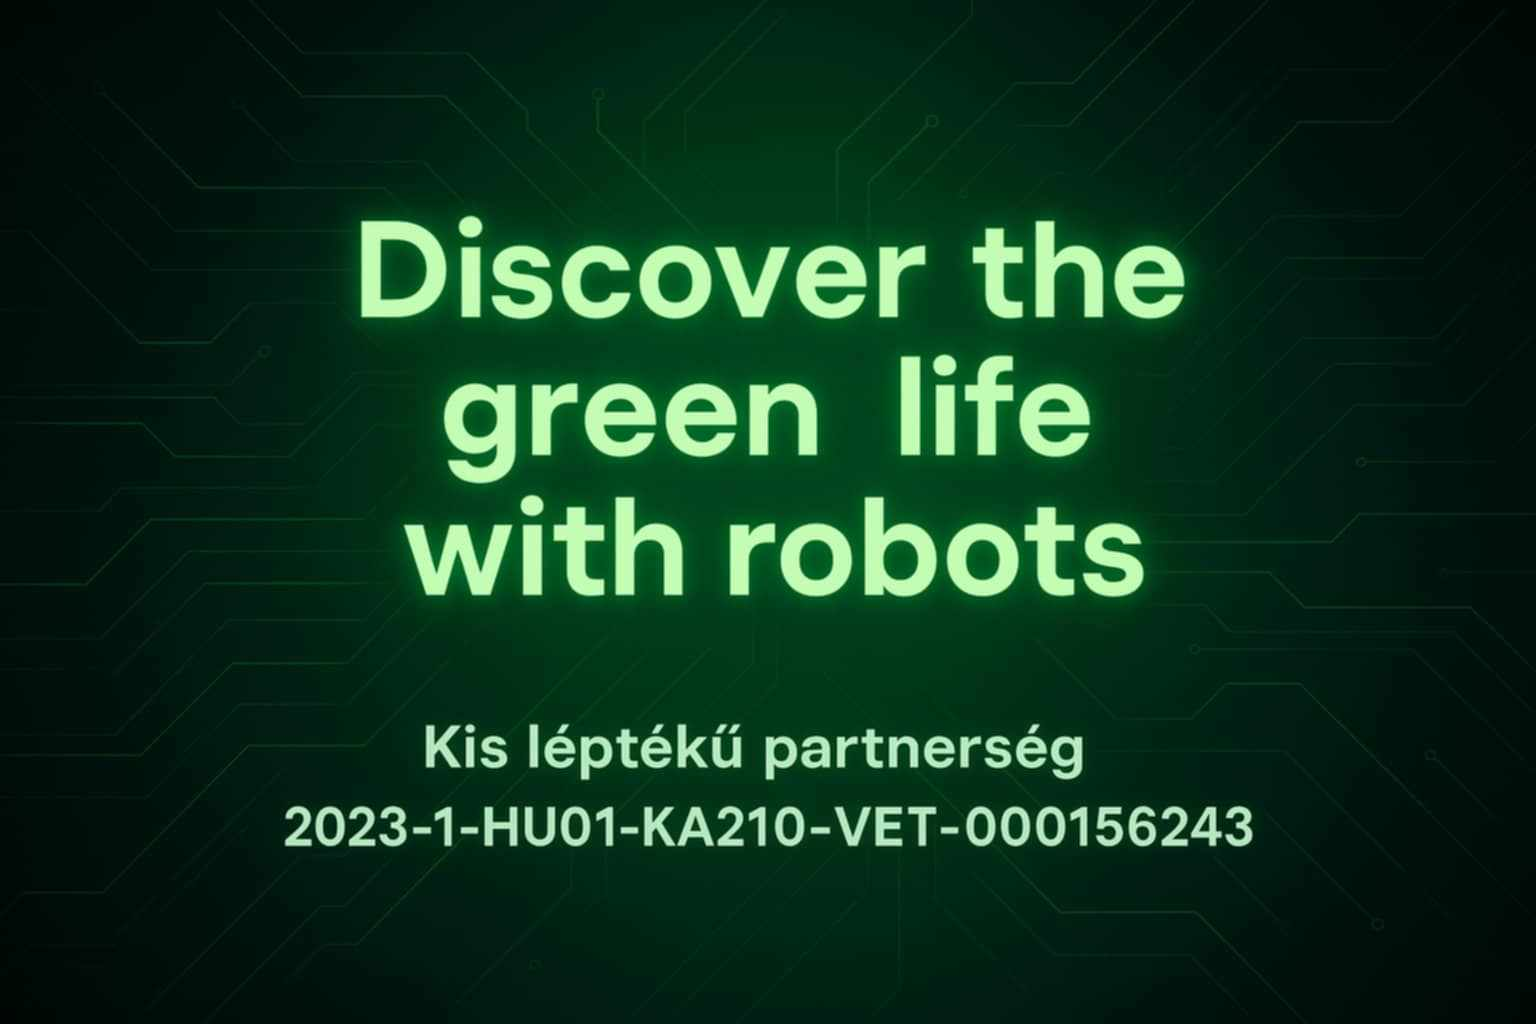 Discover the
green life
with robots
Kis léptékű partnerség
2023-1-HU01-KA210-VET-000156243